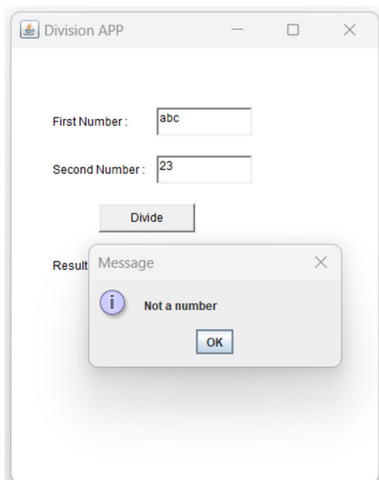 Division APP
First Number :
abc
Second Number :
23
Divide
Result
Message
Not a number
OK